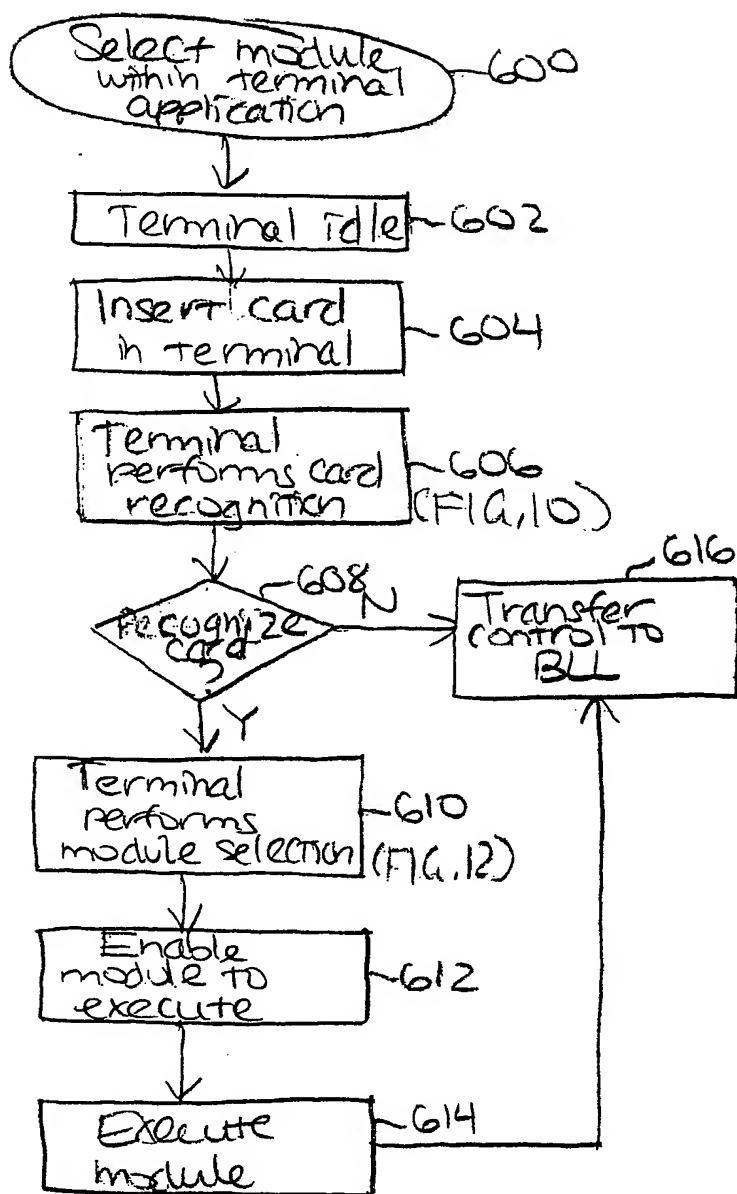 Select module
within terminal
application
600
Terminal Idle
602
Insert card
in terminal
604
Terminal
performs card
recognition
606
(FIG. 10)
608
recognize
card
?
N
616
Transfer
control to
BLL
Y
Terminal
performs
module selection
610
(FIG. 12)
Enable
module to
execute
612
Execute
module
614